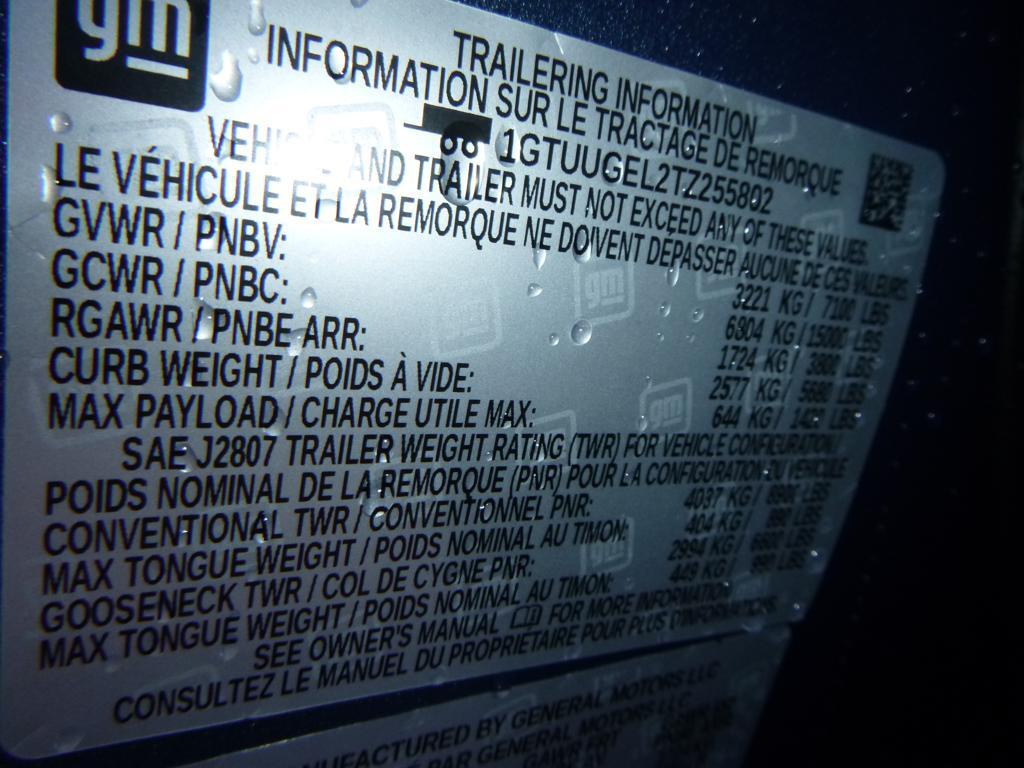 gm
TRAILERING INFORMATION
INFORMATION SUR LE TRACTAGE DE REMORQUE
1GTUUGEL2TZ255802
AND TRAILER MUST NOT EXCEED ANY OF THESE VALUES.
LE VÉHICULE ET LA REMORQUE NE DOIVENT DÉPASSER AUCUNE DE CES VALEURS.
GVWR / PNBV: 3221 KG / 7100 LBS
GCWR / PNBC: 6804 KG / 15000 LBS
RGAWR / PNBE ARR: 1724 KG / 3800 LBS
CURB WEIGHT / POIDS À VIDE: 2577 KG / 5680 LBS
MAX PAYLOAD / CHARGE UTILE MAX: 644 KG / 1420 LBS
SAE J2807 TRAILER WEIGHT RATING (TWR) FOR VEHICLE CONFIGURATION /
POIDS NOMINAL DE LA REMORQUE (PNR) POUR LA CONFIGURATION DU VÉHICULE
CONVENTIONAL TWR / CONVENTIONNEL PNR: 4037 KG / 8900 LBS
MAX TONGUE WEIGHT / POIDS NOMINAL AU TIMON: 404 KG / 890 LBS
GOOSENECK TWR / COL DE CYGNE PNR: 2994 KG / 6600 LBS
MAX TONGUE WEIGHT / POIDS NOMINAL AU TIMON: 449 KG / 990 LBS
SEE OWNER'S MANUAL FOR MORE INFORMATION
CONSULTEZ LE MANUEL DU PROPRIÉTAIRE POUR PLUS D'INFORMATIONS.
BY GENERAL MOTORS LLC
PAR GENERAL MOTORS LLC
GAWR FRT